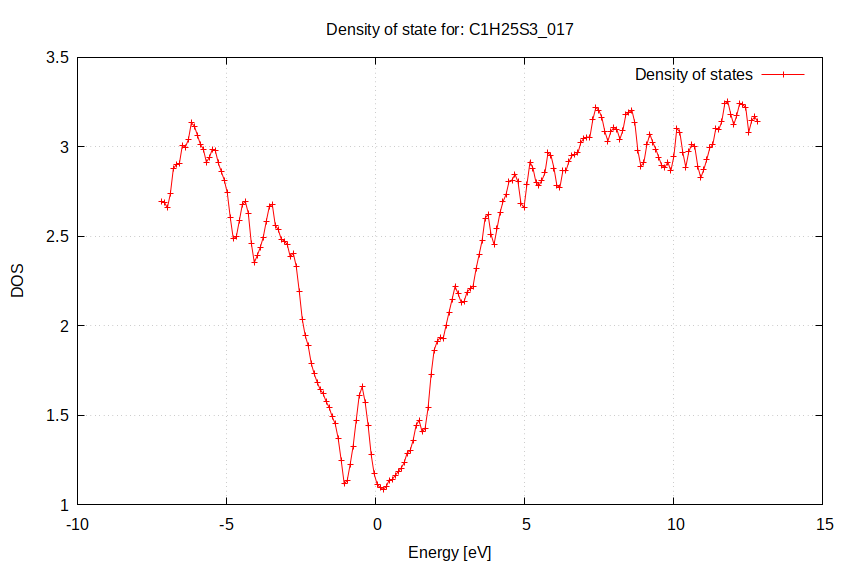 Density of state for: C1H25S3_017
3.5
Density of states
3
2.5
DOS
2
1.5
1
-10 -5 0 5 10 15
Energy [eV]